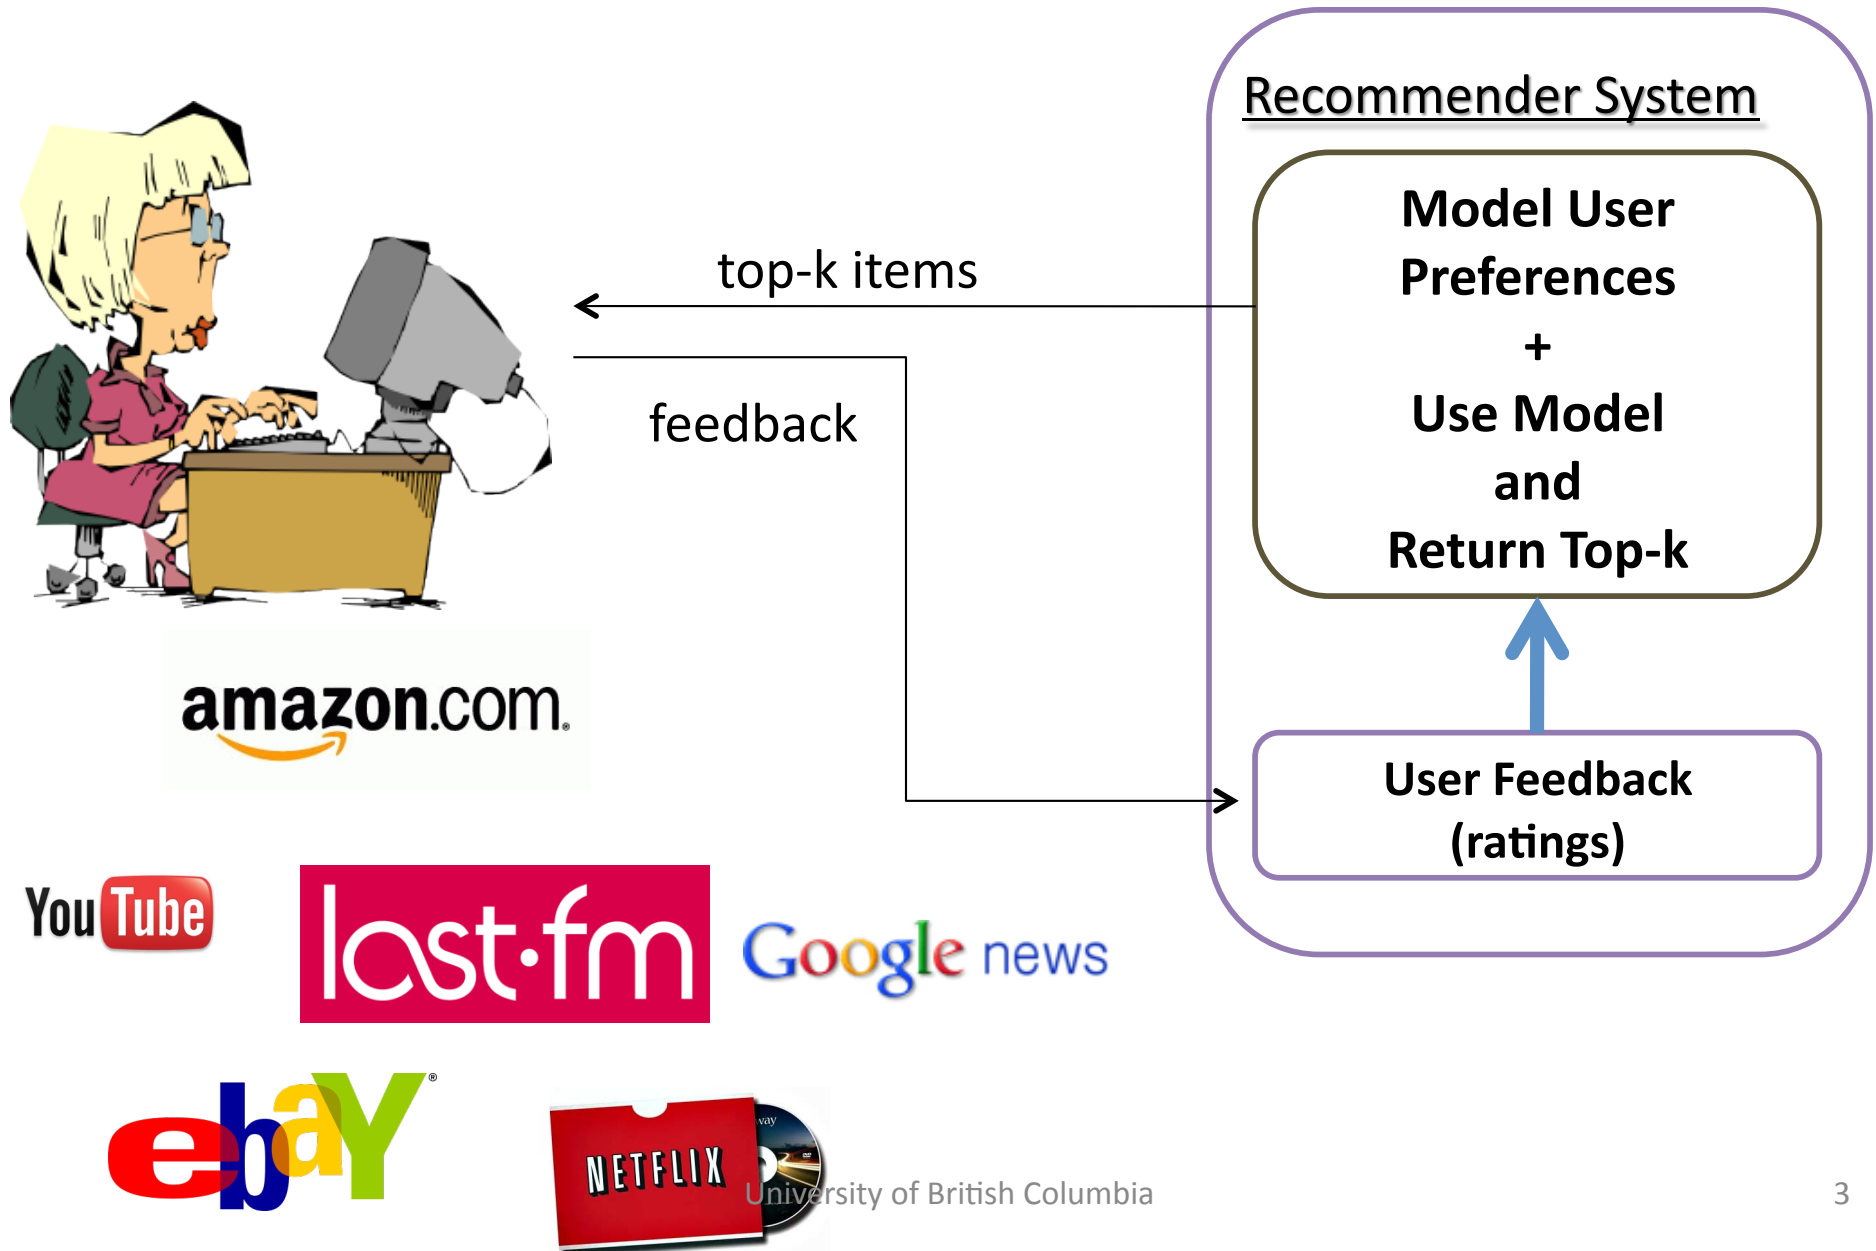 Recommender System
Model User
Preferences
+
Use Model
and
Return Top-k
top-k items
feedback
User Feedback
(ratings)
amazon.com.
You Tube
last.fm
Google news
ebaY®
NETFLIX
way
University of British Columbia
3